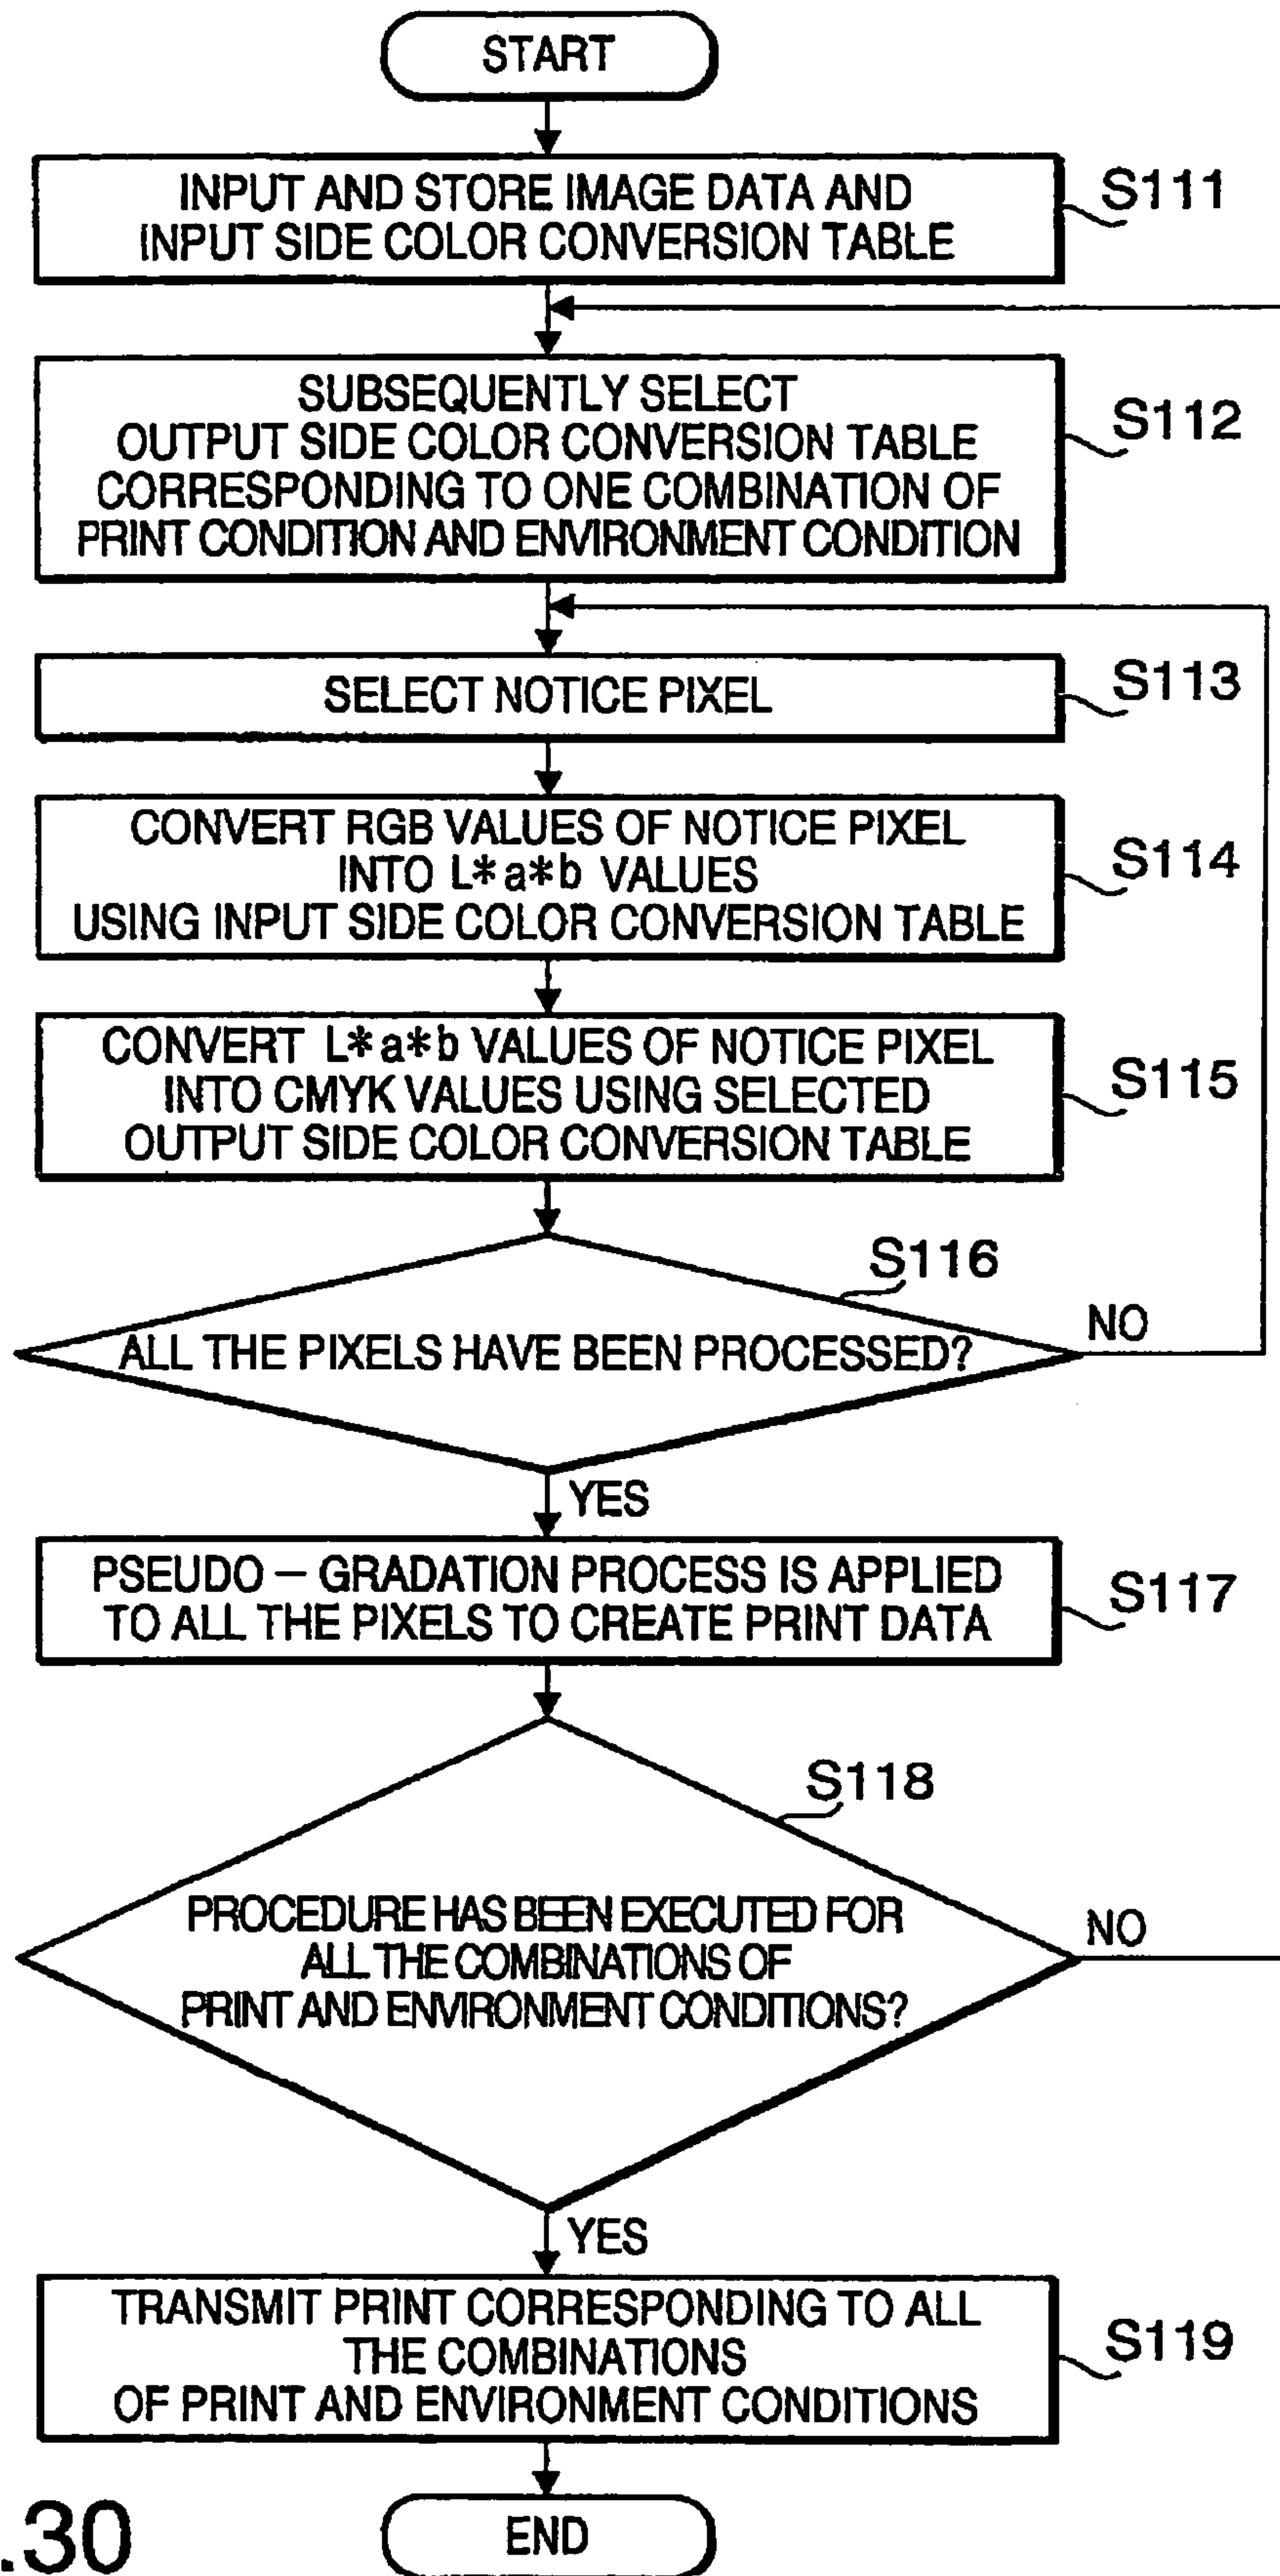 START
INPUT AND STORE IMAGE DATA AND
INPUT SIDE COLOR CONVERSION TABLE
S111
SUBSEQUENTLY SELECT
OUTPUT SIDE COLOR CONVERSION TABLE
CORRESPONDING TO ONE COMBINATION OF
PRINT CONDITION AND ENVIRONMENT CONDITION
S112
SELECT NOTICE PIXEL
S113
CONVERT RGB VALUES OF NOTICE PIXEL
INTO L*a*b VALUES
USING INPUT SIDE COLOR CONVERSION TABLE
S114
CONVERT L*a*b VALUES OF NOTICE PIXEL
INTO CMYK VALUES USING SELECTED
OUTPUT SIDE COLOR CONVERSION TABLE
S115
S116
ALL THE PIXELS HAVE BEEN PROCESSED?
NO
YES
PSEUDO – GRADATION PROCESS IS APPLIED
TO ALL THE PIXELS TO CREATE PRINT DATA
S117
S118
PROCEDURE HAS BEEN EXECUTED FOR
ALL THE COMBINATIONS OF
PRINT AND ENVIRONMENT CONDITIONS?
NO
YES
TRANSMIT PRINT CORRESPONDING TO ALL
THE COMBINATIONS
OF PRINT AND ENVIRONMENT CONDITIONS
S119
END
.30